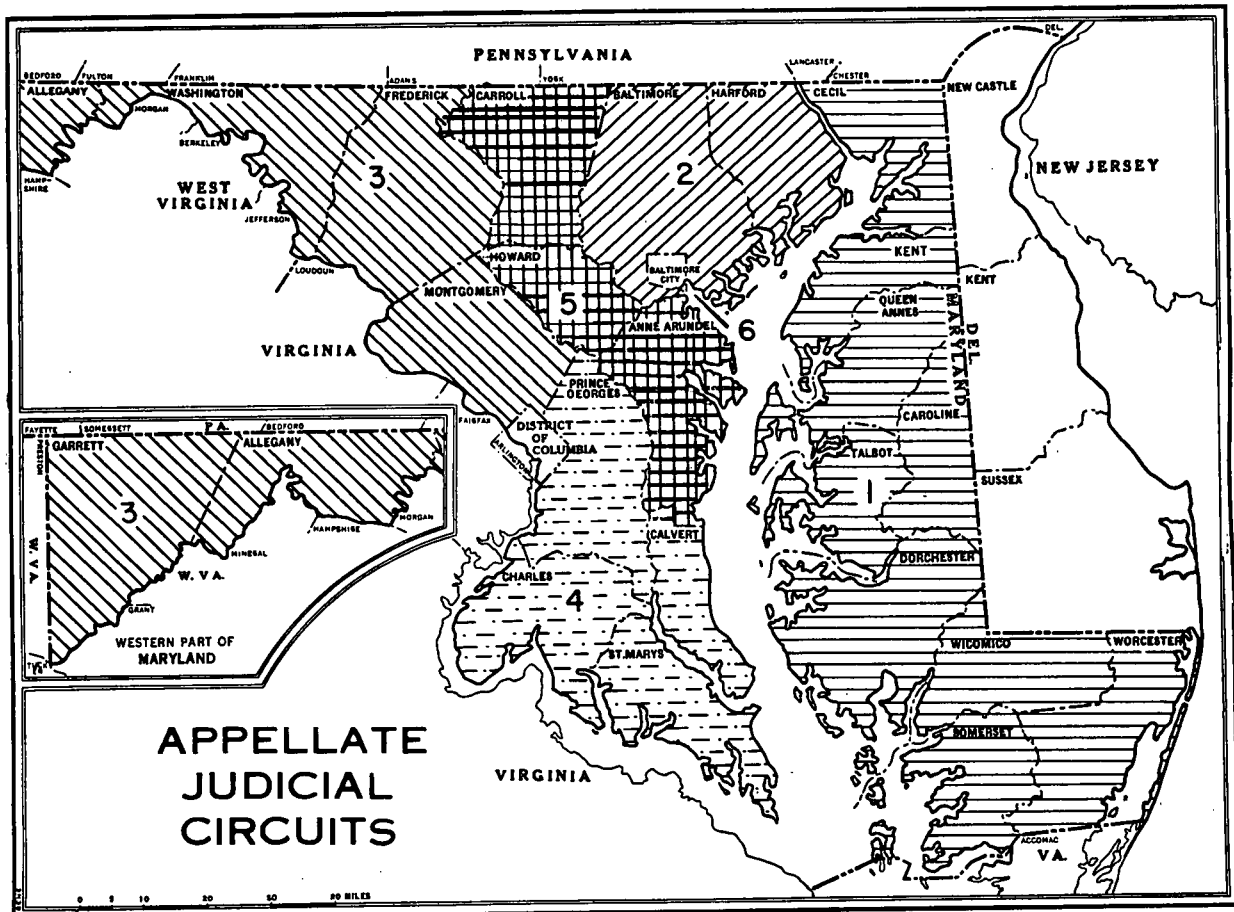 PENNSYLVANIA
DEL.
BEDFORD
FULTON
FRANKLIN
ADAMS
YORK
LANCASTER
CHESTER
ALLEGANY
WASHINGTON
FREDERICK
CARROLL
BALTIMORE
HARFORD
CECIL
NEW CASTLE
MORGAN
BERKELEY
HAMP-
SHIRE
WEST
VIRGINIA
3
2
NEW JERSEY
JEFFERSON
LOUDOUN
HOWARD
BALTIMORE
CITY
KENT
KENT
MONTGOMERY
QUEEN
ANNES
5
ANNE ARUNDEL
6
DEL.
MARYLAND
VIRGINIA
PRINCE
GEORGES
FAIRFAX
DISTRICT
OF
COLUMBIA
ARLINGTON
CAROLINE
TALBOT
1
SUSSEX
FAYETTE
SOMERSETT
PA.
BEDFORD
PRESTON
GARRETT
ALLEGANY
3
HAMPSHIRE
MORGAN
MINERAL
W. VA.
W. VA.
GRANT
WESTERN PART OF
MARYLAND
CALVERT
DORCHESTER
CHARLES
4
ST. MARYS
WICOMICO
WORCESTER
SOMERSET
APPELLATE
JUDICIAL
CIRCUITS
VIRGINIA
ACCOMAC
VA.
0 5 10 20 30 MILES